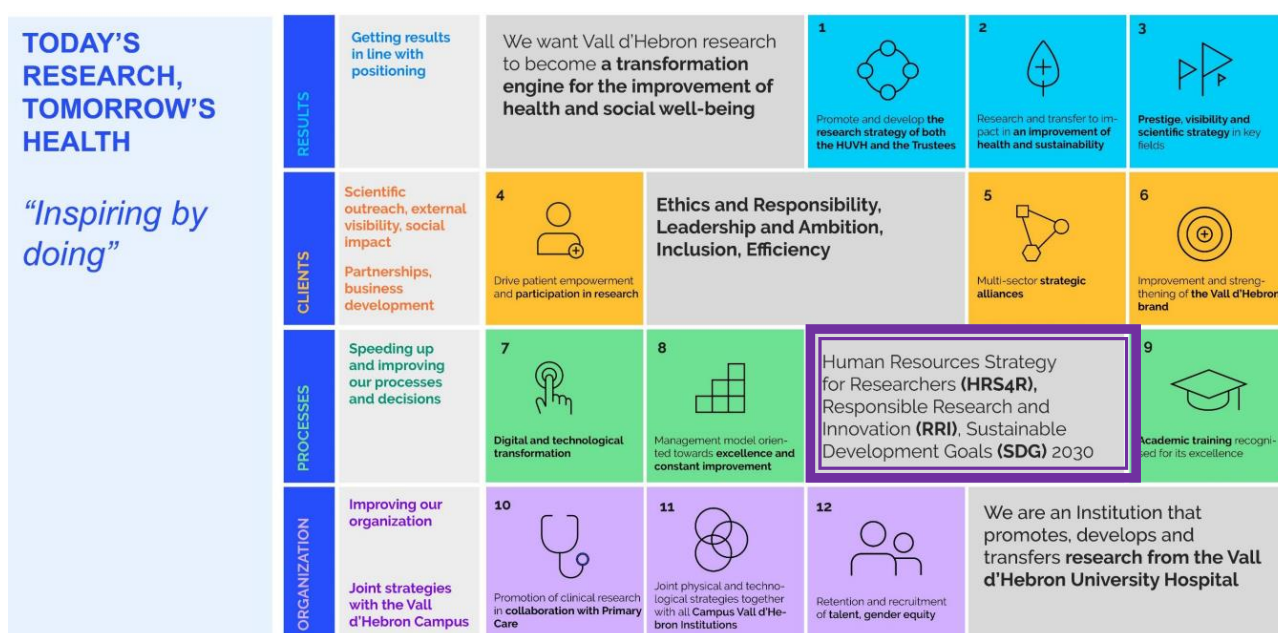 TODAY'S
RESEARCH,
TOMORROW'S
HEALTH
"Inspiring by
doing"
RESULTS
Getting results
in line with
positioning
We want Vall d'Hebron research
to become a transformation
engine for the improvement of
health and social well-being
1
Promote and develop the
research strategy of both
the HUVH and the Trustees
2
Research and transfer to im-
pact in an improvement of
health and sustainability
3
Prestige, visibility and
scientific strategy in key
fields
CLIENTS
Scientific
outreach, external
visibility, social
impact
Partnerships,
business
development
4
Drive patient empowerment
and participation in research
Ethics and Responsibility,
Leadership and Ambition,
Inclusion, Efficiency
5
Multi-sector strategic
alliances
6
Improvement and streng-
thening of the Vall d'Hebron
brand
PROCESSES
Speeding up
and improving
our processes
and decisions
7
Digital and technological
transformation
8
Management model orien-
ted towards excellence and
constant improvement
Human Resources Strategy
for Researchers (HRS4R),
Responsible Research and
Innovation (RRI), Sustainable
Development Goals (SDG) 2030
9
Academic training recogni-
sed for its excellence
ORGANIZATION
Improving our
organization
Joint strategies
with the Vall
d'Hebron Campus
10
Promotion of clinical research
in collaboration with Primary
Care
11
Joint physical and techno-
logical strategies together
with all Campus Vall d'He-
bron Institutions
12
Retention and recruitment
of talent, gender equity
We are an Institution that
promotes, develops and
transfers research from the Vall
d'Hebron University Hospital